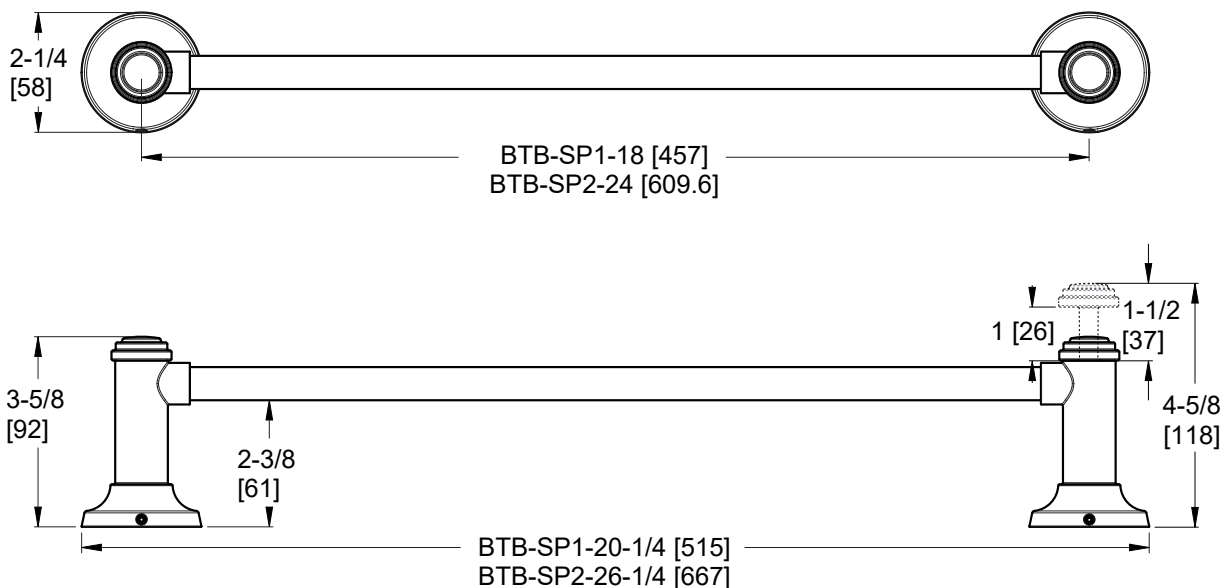 2-1/4
[58]
BTB-SP1-18 [457]
BTB-SP2-24 [609.6]
1 [26]
1-1/2
[37]
3-5/8
[92]
2-3/8
[61]
4-5/8
[118]
BTB-SP1-20-1/4 [515]
BTB-SP2-26-1/4 [667]